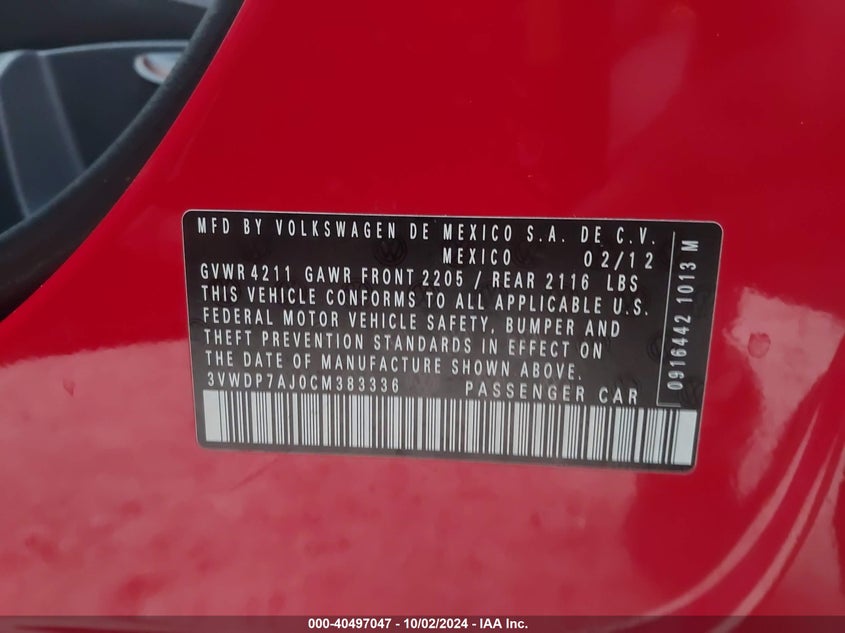 MFD BY VOLKSWAGEN DE MEXICO S.A. DE C.V.
MEXICO 02/12
GVWR 4211 GAWR FRONT 2205 / REAR 2116 LBS
THIS VEHICLE CONFORMS TO ALL APPLICABLE U.S.
FEDERAL MOTOR VEHICLE SAFETY, BUMPER AND
THEFT PREVENTION STANDARDS IN EFFECT ON
THE DATE OF MANUFACTURE SHOWN ABOVE.
3VWDP7AJ0CM383336 PASSENGER CAR
0916442 1013 M
000-40497047 - 10/02/2024 - IAA Inc.